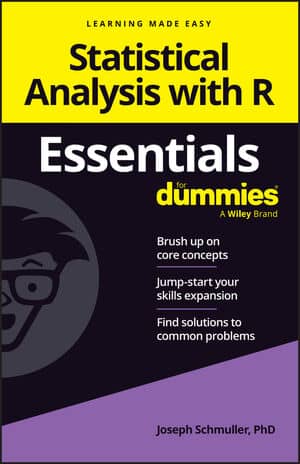 LEARNING MADE EASY
Statistical
Analysis with R
Essentials
for
dummies®
A Wiley Brand
Brush up on
core concepts
Jump-start your
skills expansion
Find solutions to
common problems
Joseph Schmuller, PhD